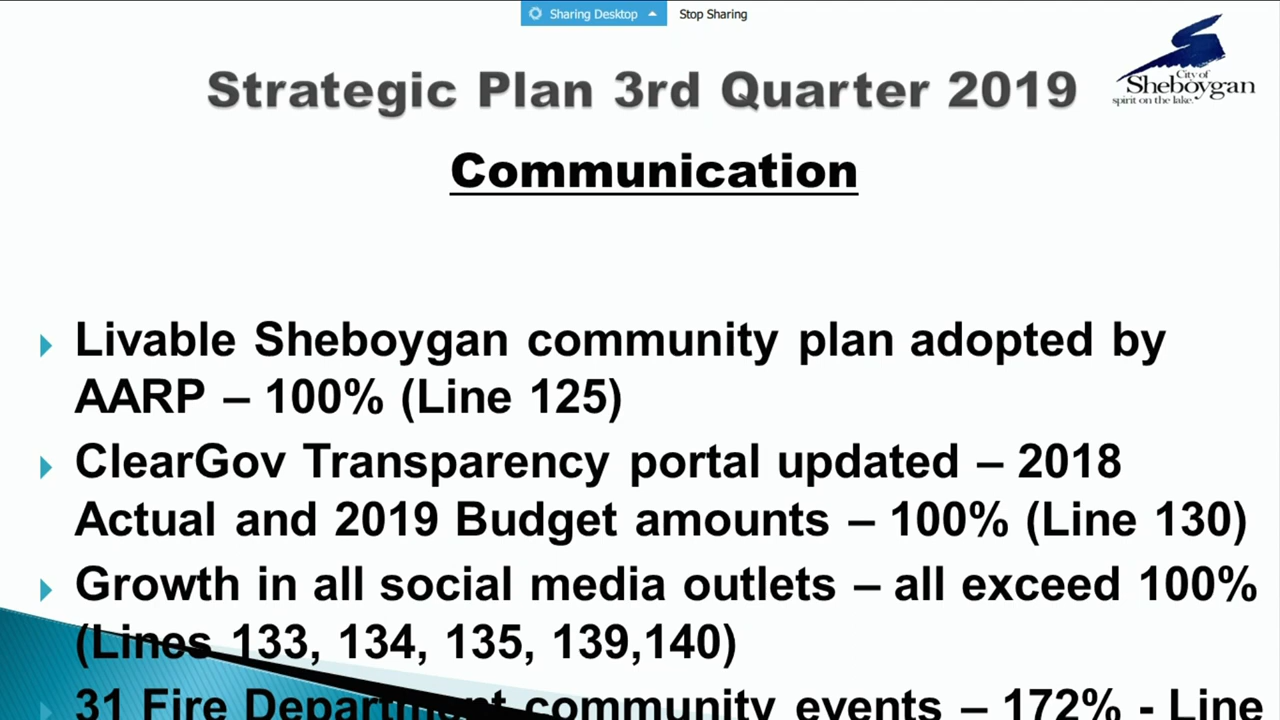 Sharing Desktop Stop Sharing
Strategic Plan 3rd Quarter 2019
City of
Sheboygan
spirit on the lake.
Communication
Livable Sheboygan community plan adopted by
AARP – 100% (Line 125)
ClearGov Transparency portal updated – 2018
Actual and 2019 Budget amounts – 100% (Line 130)
Growth in all social media outlets – all exceed 100%
(Lines 133, 134, 135, 139,140)
31 Fire Department community events – 172% - Line